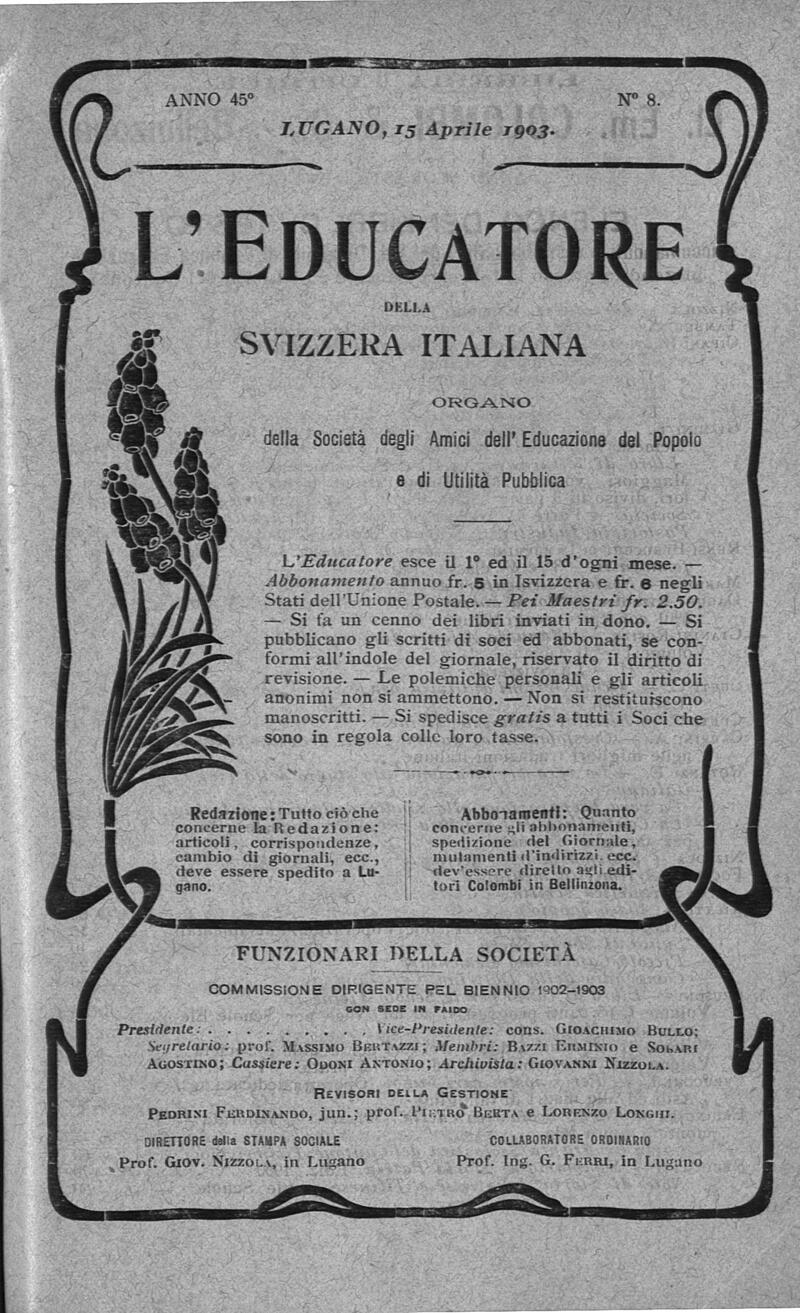 ANNO 45° N° 8.
LUGANO, 15 Aprile 1903.
L'EDUCATORE
DELLA
SVIZZERA ITALIANA
ORGANO
della Società degli Amici dell' Educazione del Popolo
e di Utilità Pubblica
L'Educatore esce il 1° ed il 15 d'ogni mese. —
Abbonamento annuo fr. 5 in Isvizzera e fr. 6 negli
Stati dell'Unione Postale. — Pei Maestri fr. 2.50.
— Si fa un cenno dei libri inviati in dono. — Si
pubblicano gli scritti di soci ed abbonati, se con-
formi all'indole del giornale, riservato il diritto di
revisione. — Le polemiche personali e gli articoli
anonimi non si ammettono. — Non si restituiscono
manoscritti. — Si spedisce gratis a tutti i Soci che
sono in regola colle loro tasse.
Redazione: Tutto ciò che
concerne la Redazione:
articoli, corrispondenze,
cambio di giornali, ecc.,
deve essere spedito a Lu-
gano.
Abbonamenti: Quanto
concerne gli abbonamenti,
spedizione del Giornale,
mutamenti d'indirizzi, ecc.
dev'essere diretto agli edi-
tori Colombi in Bellinzona.
FUNZIONARI DELLA SOCIETÀ
COMMISSIONE DIRIGENTE PEL BIENNIO 1902-1903
CON SEDE IN FAIDO
Presidente: . . . . . . . . . . Vice-Presidente: cons. GIOACHIMO BULLO;
Segretario: prof. MASSIMO BERTAZZI; Membri: BAZZI ERMINIO e SOLARI
AGOSTINO; Cassiere: ODONI ANTONIO; Archivista: GIOVANNI NIZZOLA.
REVISORI DELLA GESTIONE
PEDRINI FERDINANDO, jun.; prof. PIETRO BERTA e LORENZO LONGHI.
DIRETTORE della STAMPA SOCIALE
Prof. GIOV. NIZZOLA, in Lugano
COLLABORATORE ORDINARIO
Prof. Ing. G. FERRI, in Lugano